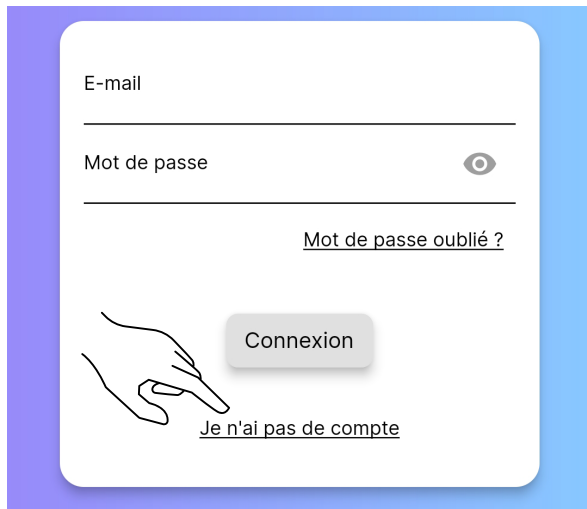 E-mail
Mot de passe
Mot de passe oublié ?
Connexion
Je n'ai pas de compte